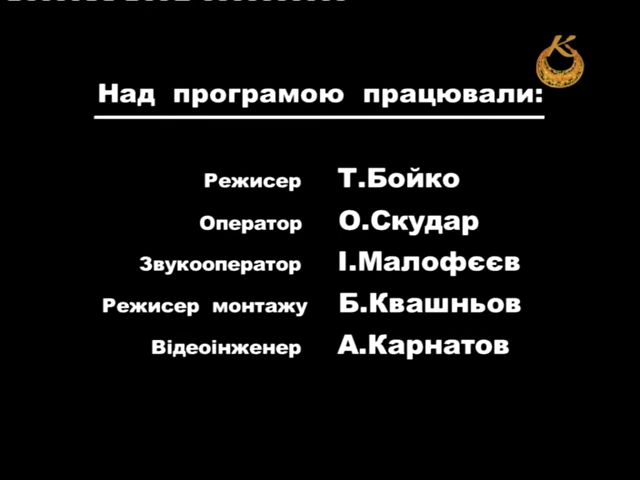 Над програмою працювали:
Режисер Т.Бойко
Оператор О.Скудар
Звукооператор І.Малофєєв
Режисер монтажу Б.Квашньов
Відеоінженер А.Карнатов
К